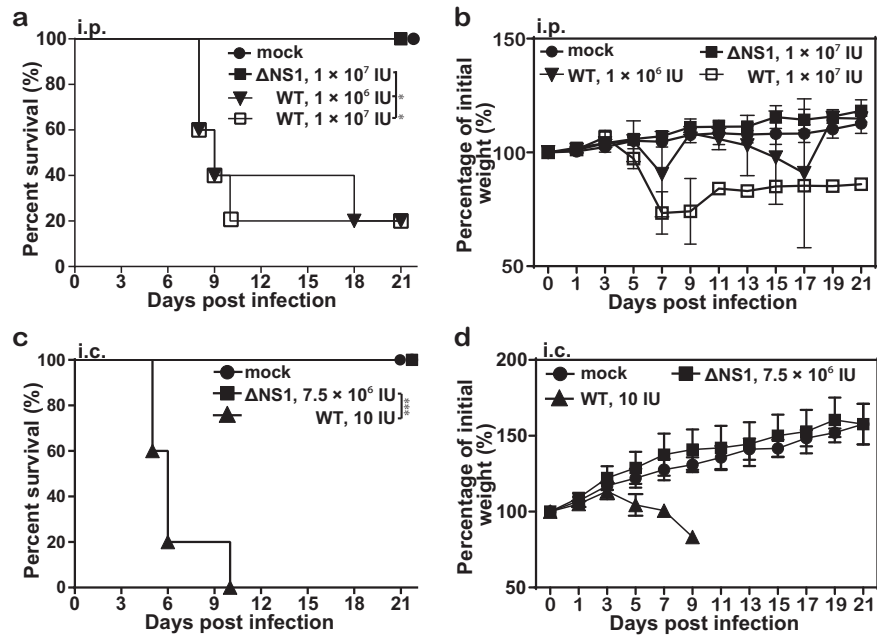 a
i.p.
Percent survival (%)
100
80
60
40
20
0
mock
ΔNS1, 1 × 10⁷ IU
WT, 1 × 10⁶ IU
WT, 1 × 10⁷ IU
*
*
0 3 6 9 12 15 18 21
Days post infection
b
i.p.
Percentage of initial
weight (%)
150
100
50
mock
ΔNS1, 1 × 10⁷ IU
WT, 1 × 10⁶ IU
WT, 1 × 10⁷ IU
0 1 3 5 7 9 11 13 15 17 19 21
Days post infection
c
i.c.
Percent survival (%)
100
80
60
40
20
0
mock
ΔNS1, 7.5 × 10⁶ IU
WT, 10 IU
***
0 3 6 9 12 15 18 21
Days post infection
d
i.c.
Percentage of initial
weight (%)
200
150
100
50
mock
ΔNS1, 7.5 × 10⁶ IU
WT, 10 IU
0 1 3 5 7 9 11 13 15 17 19 21
Days post infection